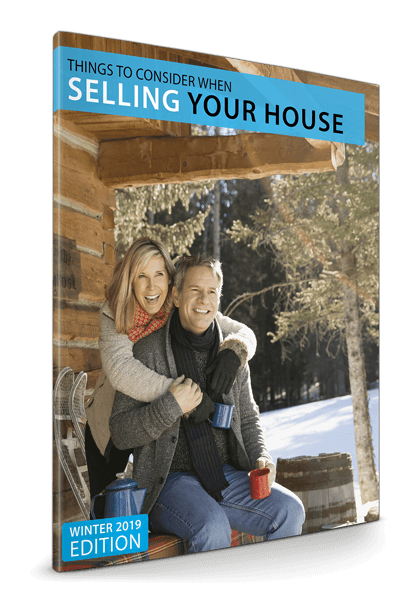 THINGS TO CONSIDER WHEN
SELLING YOUR HOUSE
WINTER 2019
EDITION